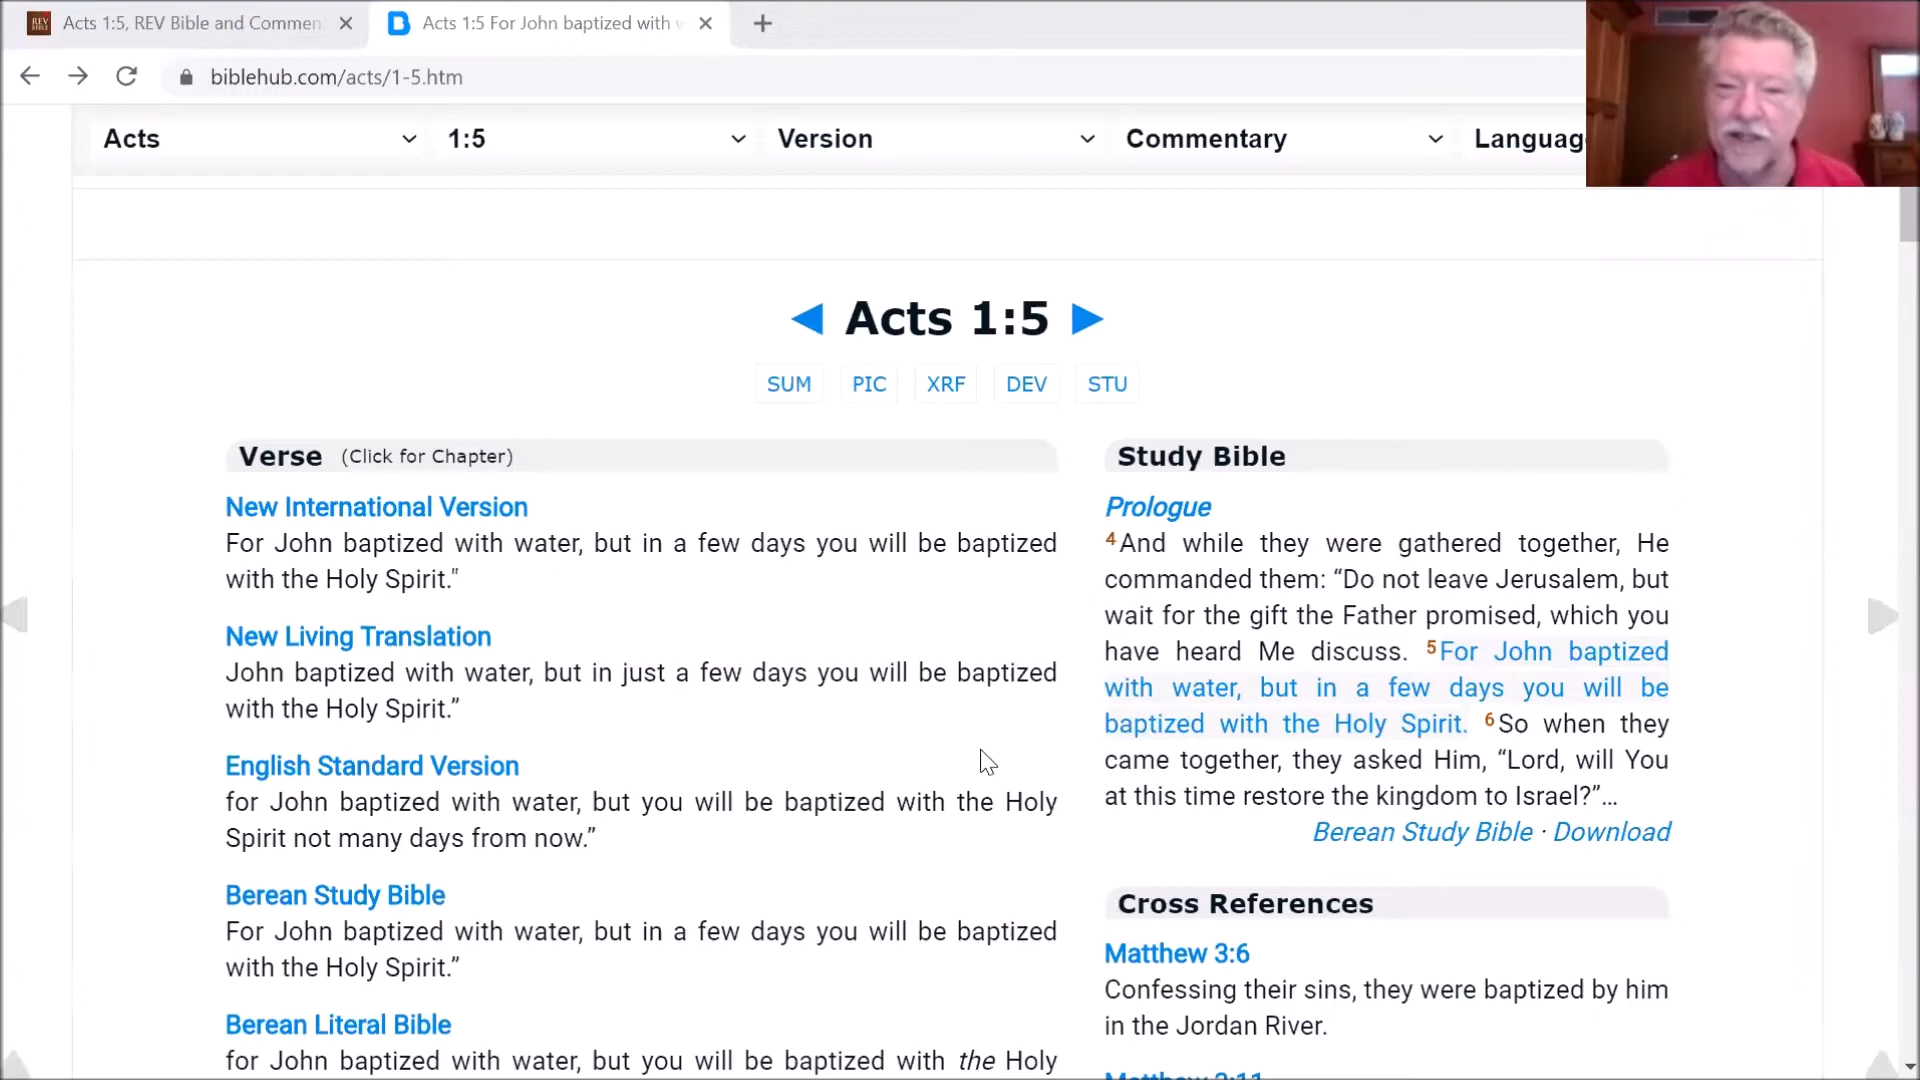 Acts 1:5, REV Bible and Commen
Acts 1:5 For John baptized with
biblehub.com/acts/1-5.htm
Acts
1:5
Version
Commentary
Languag
Acts 1:5
SUM
PIC
XRF
DEV
STU
Verse (Click for Chapter)
New International Version
For John baptized with water, but in a few days you will be baptized
with the Holy Spirit."
New Living Translation
John baptized with water, but in just a few days you will be baptized
with the Holy Spirit.”
English Standard Version
for John baptized with water, but you will be baptized with the Holy
Spirit not many days from now.”
Berean Study Bible
For John baptized with water, but in a few days you will be baptized
with the Holy Spirit.”
Berean Literal Bible
for John baptized with water, but you will be baptized with the Holy
Study Bible
Prologue
4And while they were gathered together, He
commanded them: “Do not leave Jerusalem, but
wait for the gift the Father promised, which you
have heard Me discuss. 5For John baptized
with water, but in a few days you will be
baptized with the Holy Spirit. 6So when they
came together, they asked Him, “Lord, will You
at this time restore the kingdom to Israel?”...
Berean Study Bible · Download
Cross References
Matthew 3:6
Confessing their sins, they were baptized by him
in the Jordan River.
Matthew 3:11